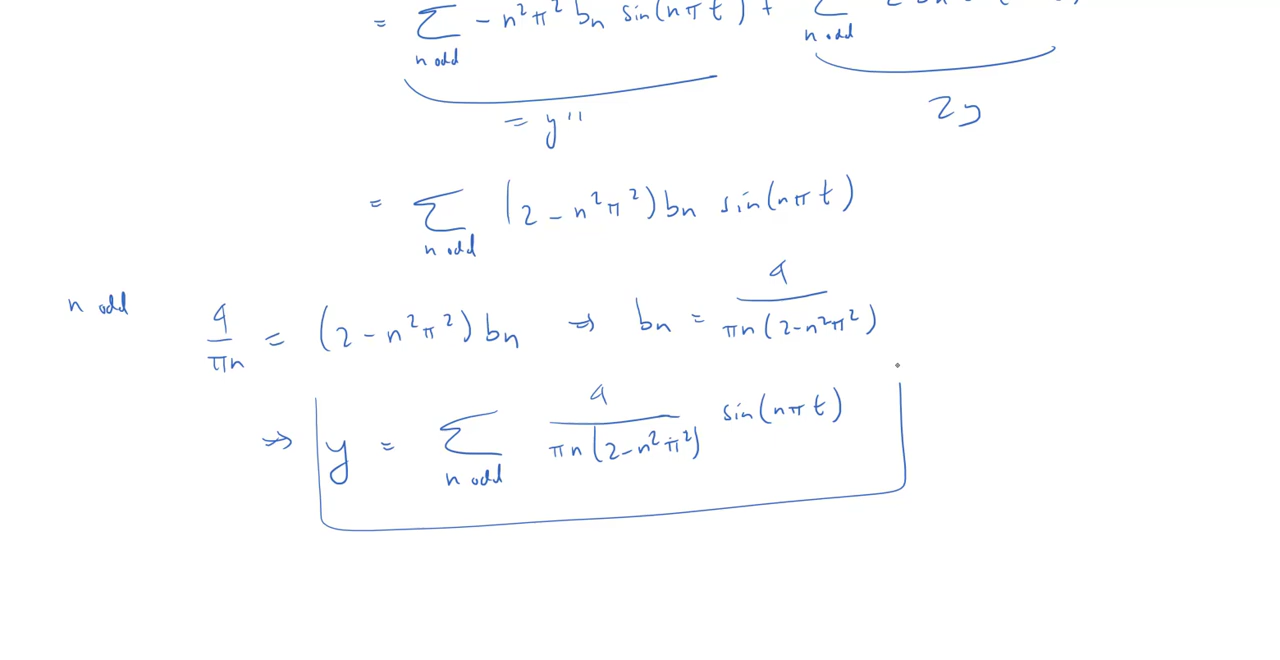 = ∑ - n²π² bn sin(nπt) + ∑
n odd n odd
= y'' 2y
= ∑ (2 - n²π²) bn sin(nπt)
n odd
n odd 4/πn = (2 - n²π²) bn ⇒ bn = 4/πn(2-n²π²)
⇒ y = ∑ 4/πn(2-n²π²) sin(nπt)
n odd